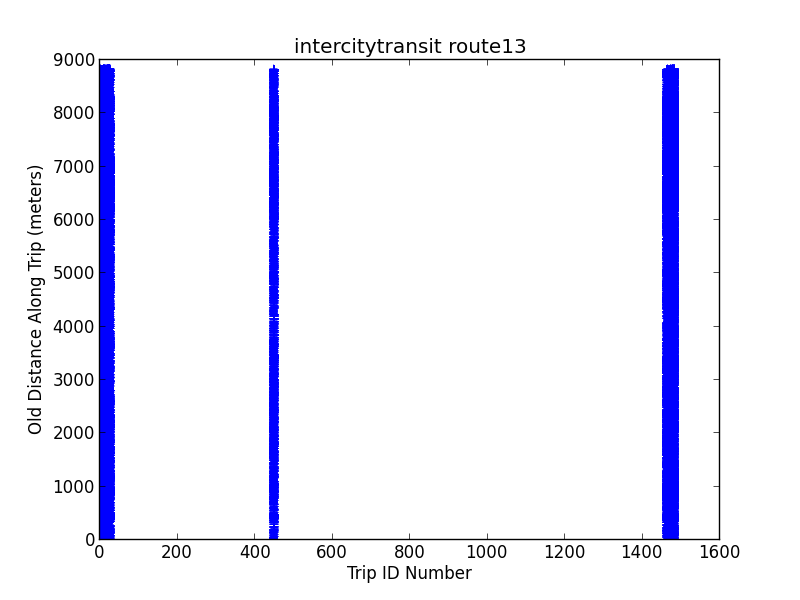 intercitytransit route13
9000
8000
7000
6000
5000
4000
3000
2000
1000
0
Old Distance Along Trip (meters)
0 200 400 600 800 1000 1200 1400 1600
Trip ID Number